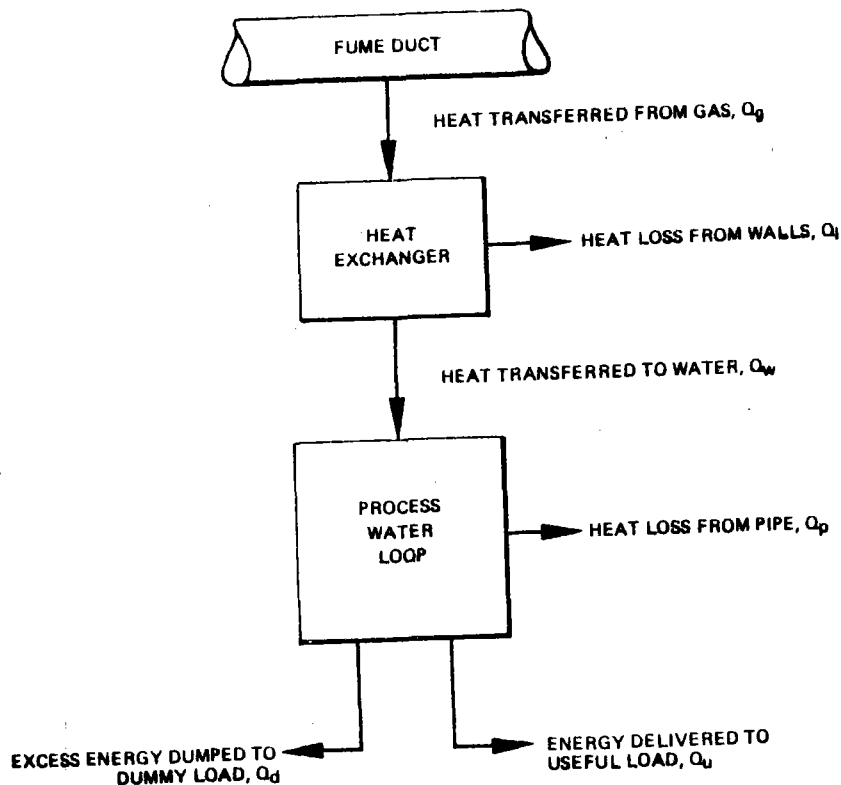 FUME DUCT
HEAT TRANSFERRED FROM GAS, Qg
HEAT
EXCHANGER
HEAT LOSS FROM WALLS, Ql
HEAT TRANSFERRED TO WATER, Qw
PROCESS
WATER
LOOP
HEAT LOSS FROM PIPE, Qp
EXCESS ENERGY DUMPED TO
DUMMY LOAD, Qd
ENERGY DELIVERED TO
USEFUL LOAD, Qu